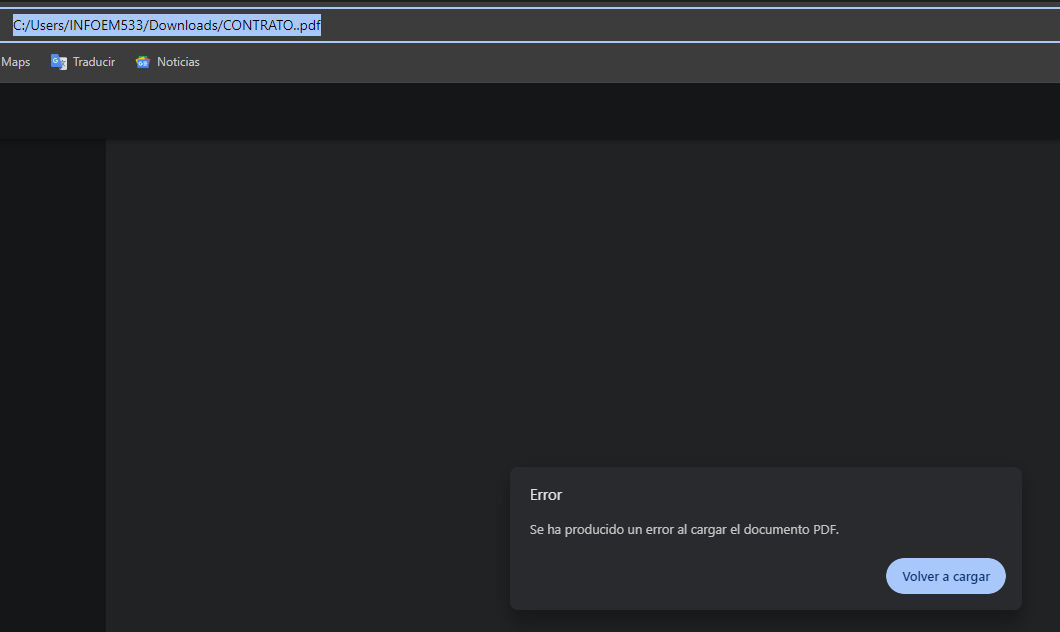 C:/Users/INFOEM533/Downloads/CONTRATO..pdf
Maps Traducir Noticias
Error
Se ha producido un error al cargar el documento PDF.
Volver a cargar